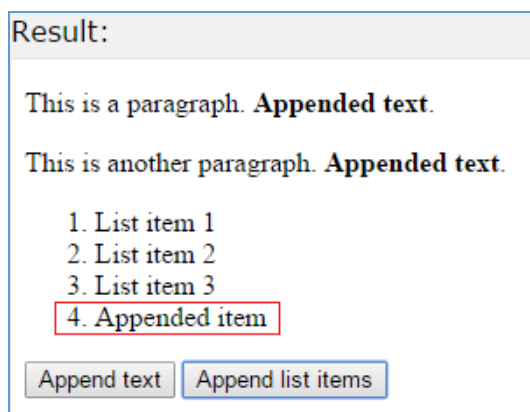 Result:
This is a paragraph. Appended text.
This is another paragraph. Appended text.
1. List item 1
2. List item 2
3. List item 3
4. Appended item
Append text Append list items